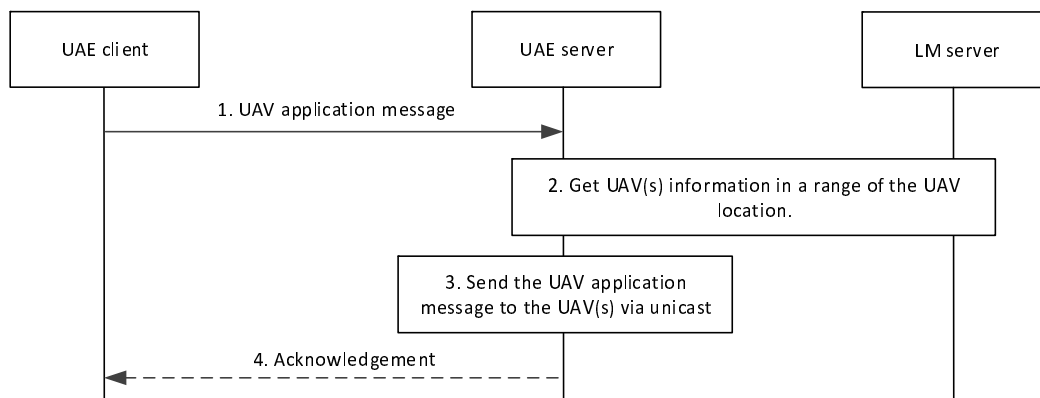 UAE client
UAE server
LM server
1. UAV application message
2. Get UAV(s) information in a range of the UAV
location.
3. Send the UAV application
message to the UAV(s) via unicast
4. Acknowledgement